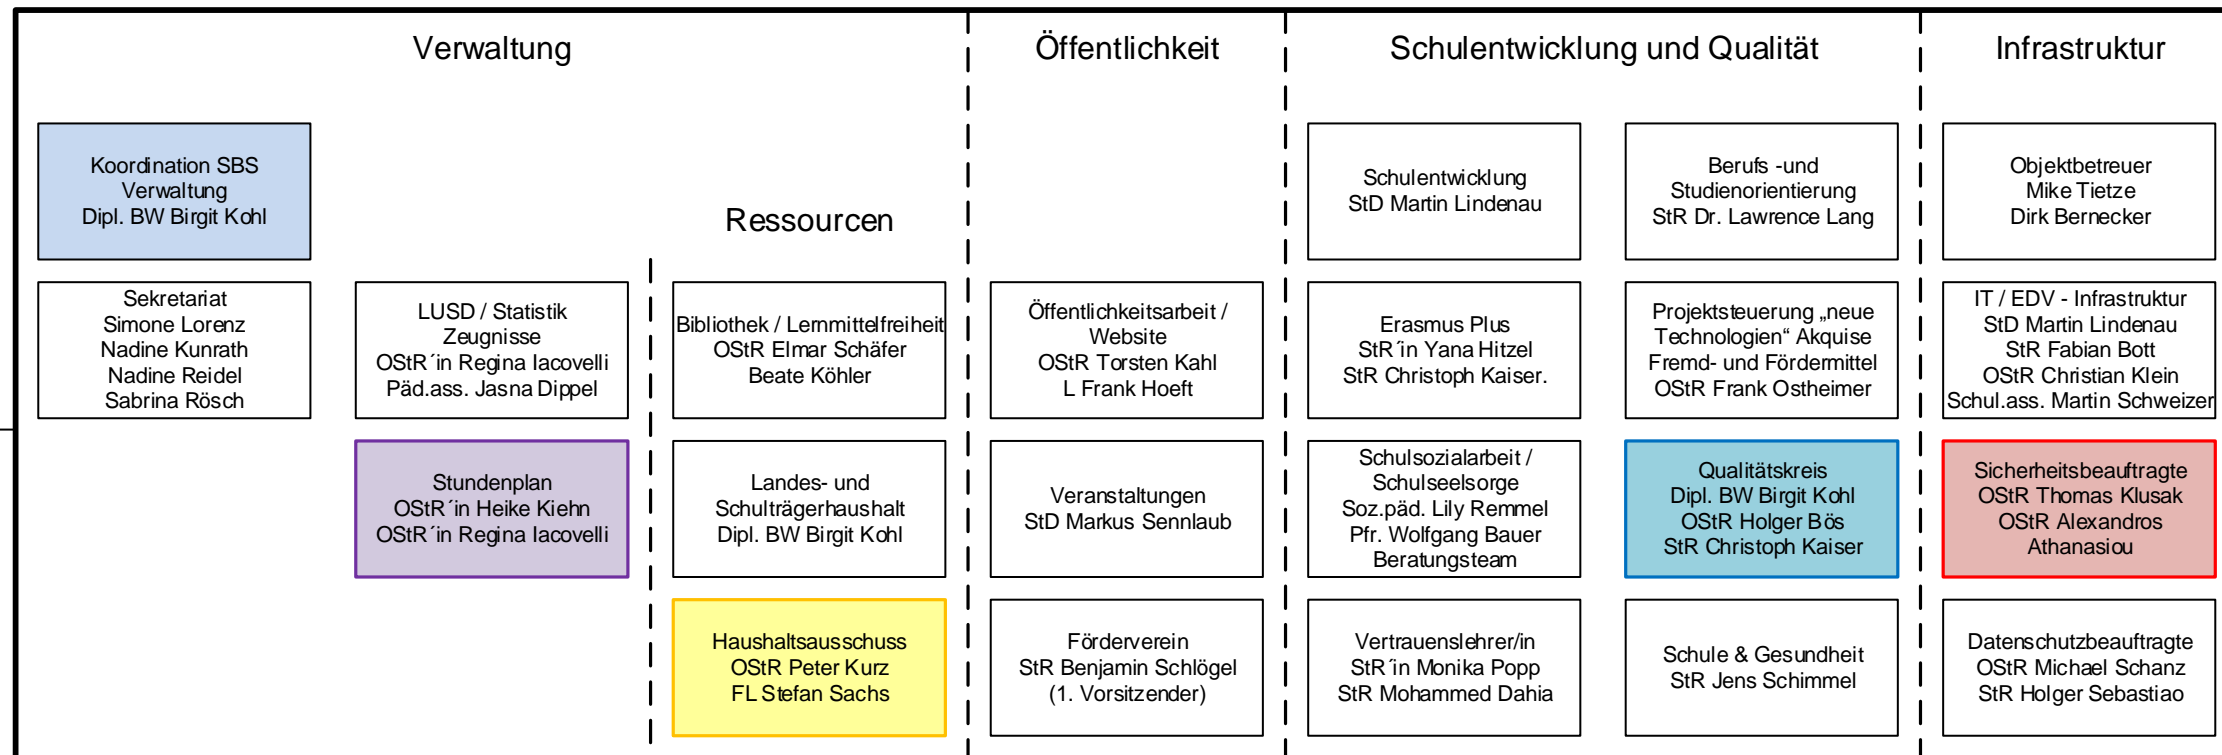 Verwaltung
Öffentlichkeit
Schulentwicklung und Qualität
Infrastruktur
Koordination SBS
Verwaltung
Dipl. BW Birgit Kohl
Ressourcen
Schulentwicklung
StD Martin Lindenau
Berufs -und
Studienorientierung
StR Dr. Lawrence Lang
Objektbetreuer
Mike Tietze
Dirk Bernecker
Sekretariat
Simone Lorenz
Nadine Kunrath
Nadine Reidel
Sabrina Rösch
LUSD / Statistik
Zeugnisse
OStR´in Regina Iacovelli
Päd.ass. Jasna Dippel
Bibliothek / Lernmittelfreiheit
OStR Elmar Schäfer
Beate Köhler
Öffentlichkeitsarbeit /
Website
OStR Torsten Kahl
L Frank Hoeft
Erasmus Plus
StR´in Yana Hitzel
StR Christoph Kaiser.
Projektsteuerung „neue
Technologien“ Akquise
Fremd- und Fördermittel
OStR Frank Ostheimer
IT / EDV - Infrastruktur
StD Martin Lindenau
StR Fabian Bott
OStR Christian Klein
Schul.ass. Martin Schweizer
Stundenplan
OStR´in Heike Kiehn
OStR´in Regina Iacovelli
Landes- und
Schulträgerhaushalt
Dipl. BW Birgit Kohl
Veranstaltungen
StD Markus Sennlaub
Schulsozialarbeit /
Schulseelsorge
Soz.päd. Lily Remmel
Pfr. Wolfgang Bauer
Beratungsteam
Qualitätskreis
Dipl. BW Birgit Kohl
OStR Holger Bös
StR Christoph Kaiser
Sicherheitsbeauftragte
OStR Thomas Klusak
OStR Alexandros
Athanasiou
Haushaltsausschuss
OStR Peter Kurz
FL Stefan Sachs
Förderverein
StR Benjamin Schlögel
(1. Vorsitzender)
Vertrauenslehrer/in
StR´in Monika Popp
StR Mohammed Dahia
Schule & Gesundheit
StR Jens Schimmel
Datenschutzbeauftragte
OStR Michael Schanz
StR Holger Sebastiao